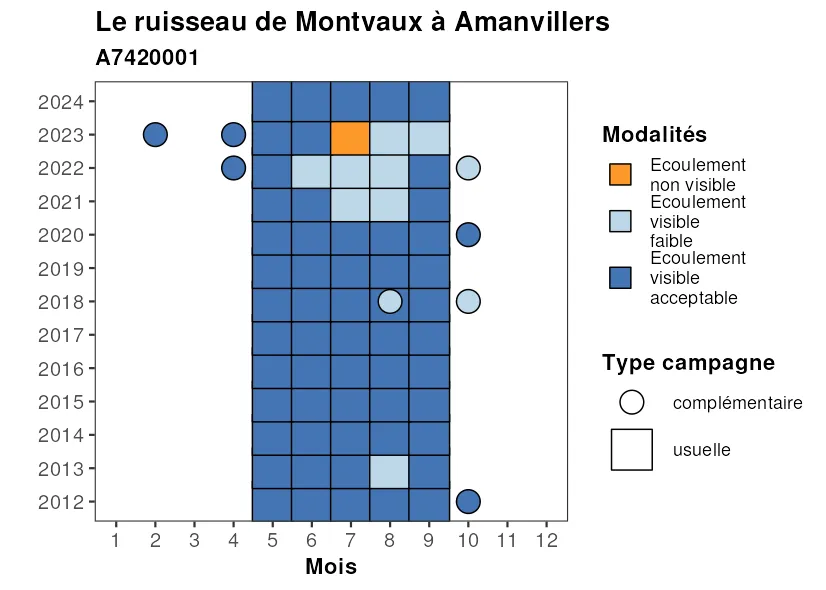 Le ruisseau de Montvaux à Amanvillers
A7420001
2024
2023
2022
2021
2020
2019
2018
2017
2016
2015
2014
2013
2012
1 2 3 4 5 6 7 8 9 10 11 12
Mois
Modalités
Ecoulement
non visible
Ecoulement
visible
faible
Ecoulement
visible
acceptable
Type campagne
complémentaire
usuelle